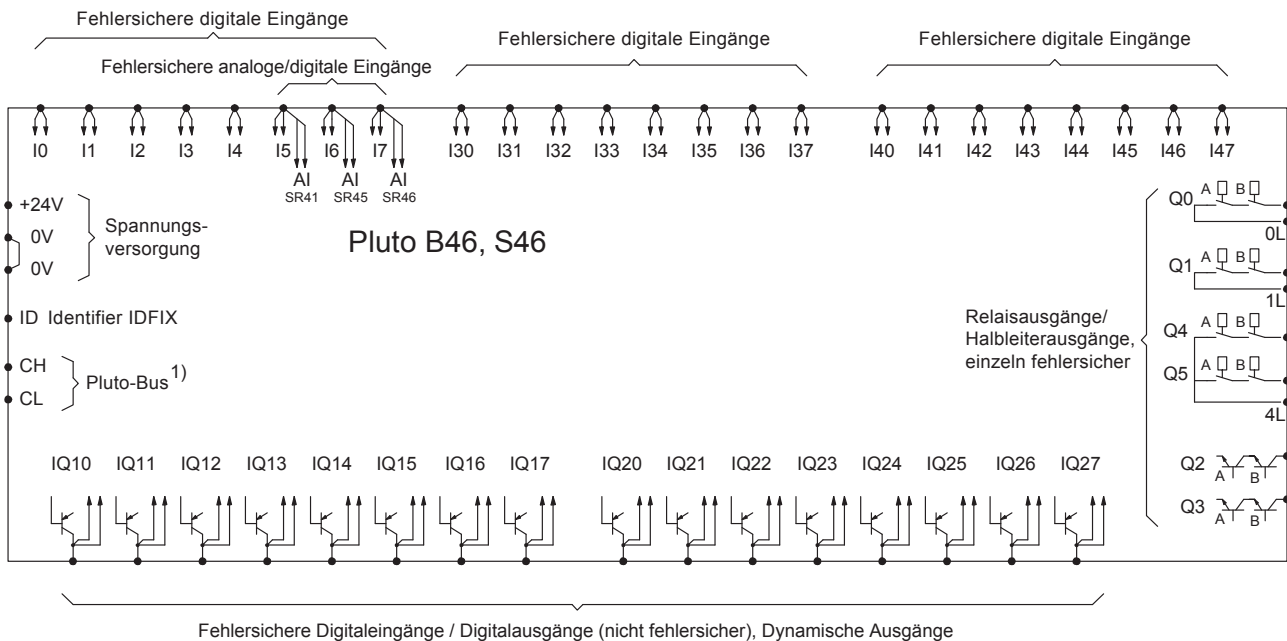 Fehlersichere digitale Eingänge
Fehlersichere digitale Eingänge
Fehlersichere digitale Eingänge
Fehlersichere analoge/digitale Eingänge
I0 I1 I2 I3 I4 I5 I6 I7 I30 I31 I32 I33 I34 I35 I36 I37 I40 I41 I42 I43 I44 I45 I46 I47
AI AI AI
SR41 SR45 SR46
+24V
0V
0V
Spannungs-
versorgung
Pluto B46, S46
ID Identifier IDFIX
CH
CL
Pluto-Bus 1)
Relaisausgänge/
Halbleiterausgänge,
einzeln fehlersicher
Q0 A B
0L
Q1 A B
1L
Q4 A B
Q5 A B
4L
Q2 A B
Q3 A B
IQ10 IQ11 IQ12 IQ13 IQ14 IQ15 IQ16 IQ17 IQ20 IQ21 IQ22 IQ23 IQ24 IQ25 IQ26 IQ27
Fehlersichere Digitaleingänge / Digitalausgänge (nicht fehlersicher), Dynamische Ausgänge